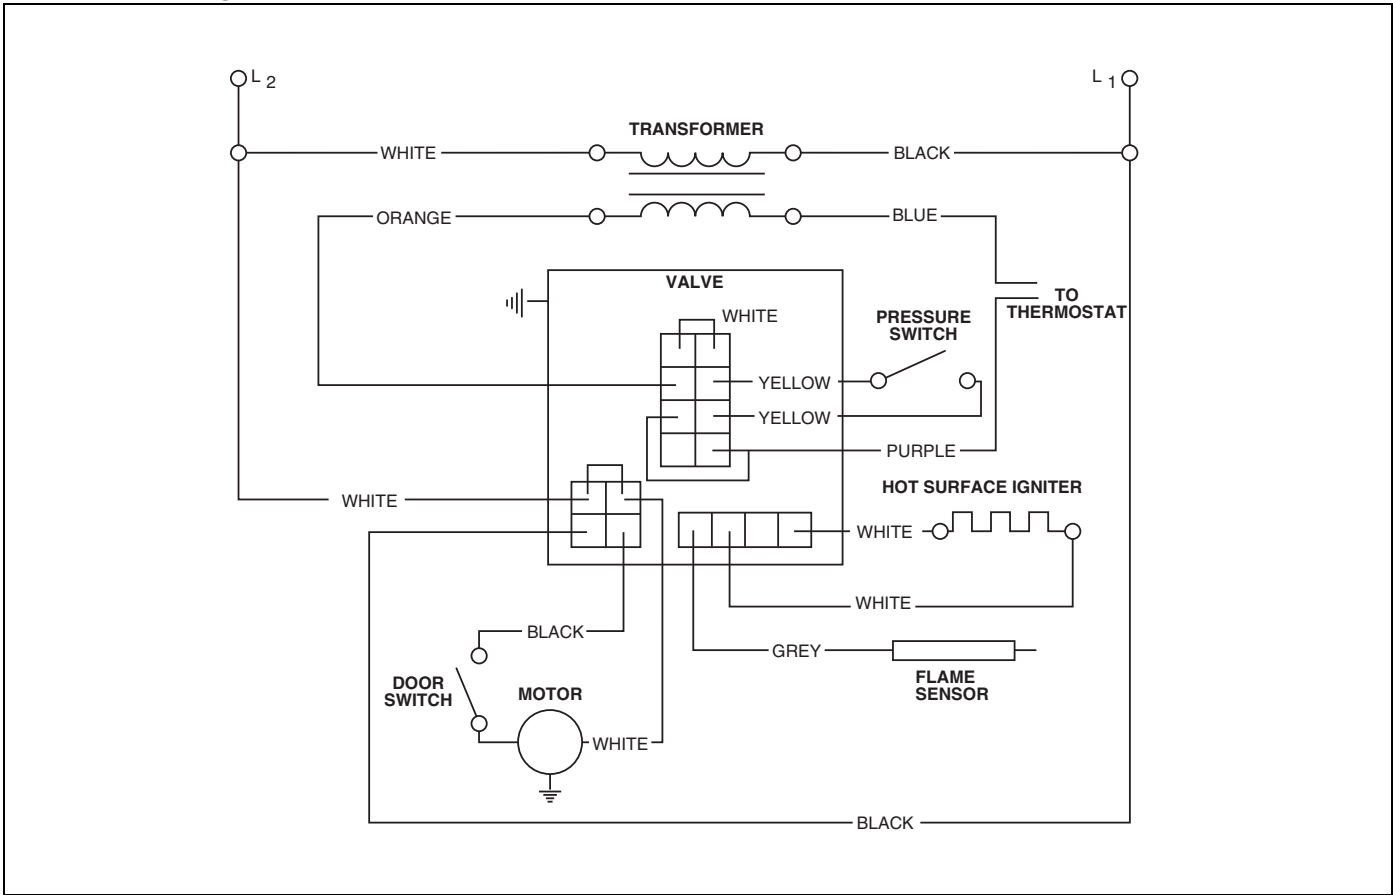 L 2
L 1
TRANSFORMER
WHITE
BLACK
ORANGE
BLUE
VALVE
TO
THERMOSTAT
WHITE
PRESSURE
SWITCH
YELLOW
YELLOW
PURPLE
HOT SURFACE IGNITER
WHITE
WHITE
WHITE
BLACK
GREY
FLAME
SENSOR
DOOR
SWITCH
MOTOR
WHITE
BLACK